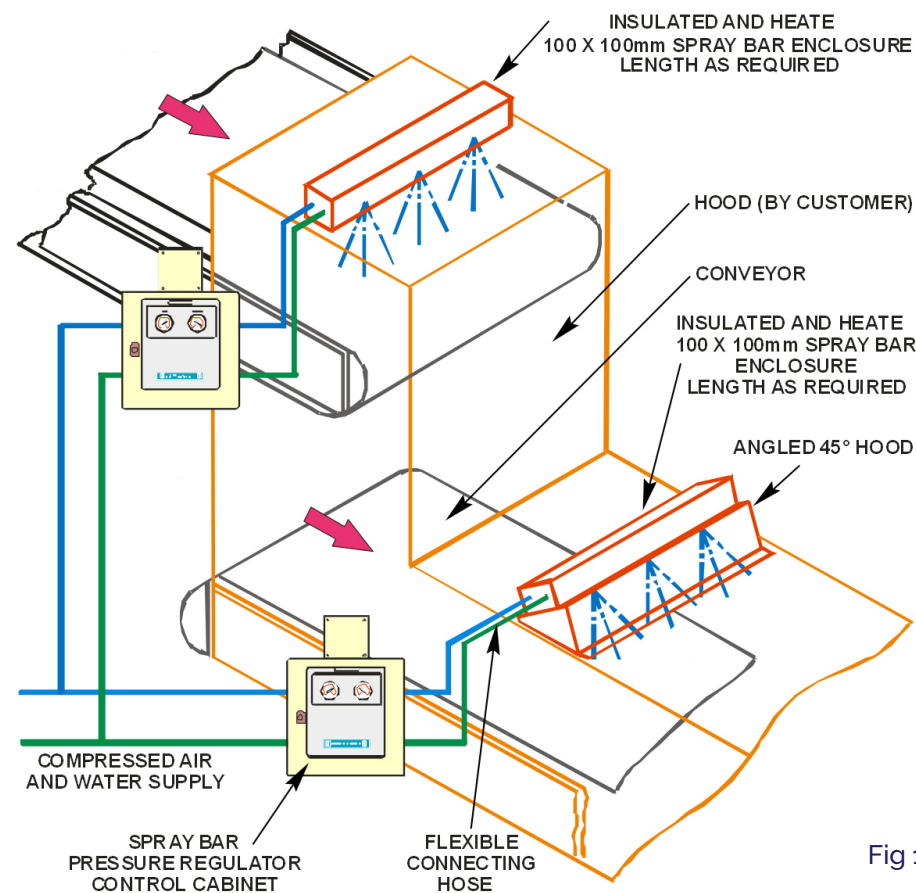 INSULATED AND HEATE
100 X 100mm SPRAY BAR ENCLOSURE
LENGTH AS REQUIRED
HOOD (BY CUSTOMER)
CONVEYOR
INSULATED AND HEATE
100 X 100mm SPRAY BAR
ENCLOSURE
LENGTH AS REQUIRED
ANGLED 45° HOOD
COMPRESSED AIR
AND WATER SUPPLY
SPRAY BAR
PRESSURE REGULATOR
CONTROL CABINET
FLEXIBLE
CONNECTING
HOSE
Fig 1